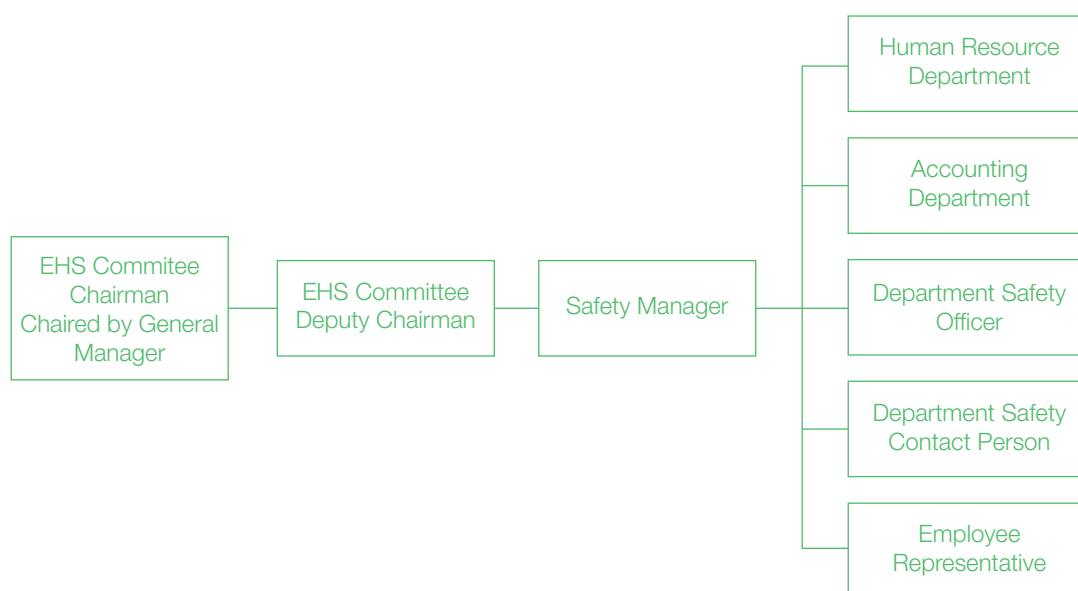 EHS Commitee
Chairman
Chaired by General
Manager
EHS Committee
Deputy Chairman
Safety Manager
Human Resource
Department
Accounting
Department
Department Safety
Officer
Department Safety
Contact Person
Employee
Representative